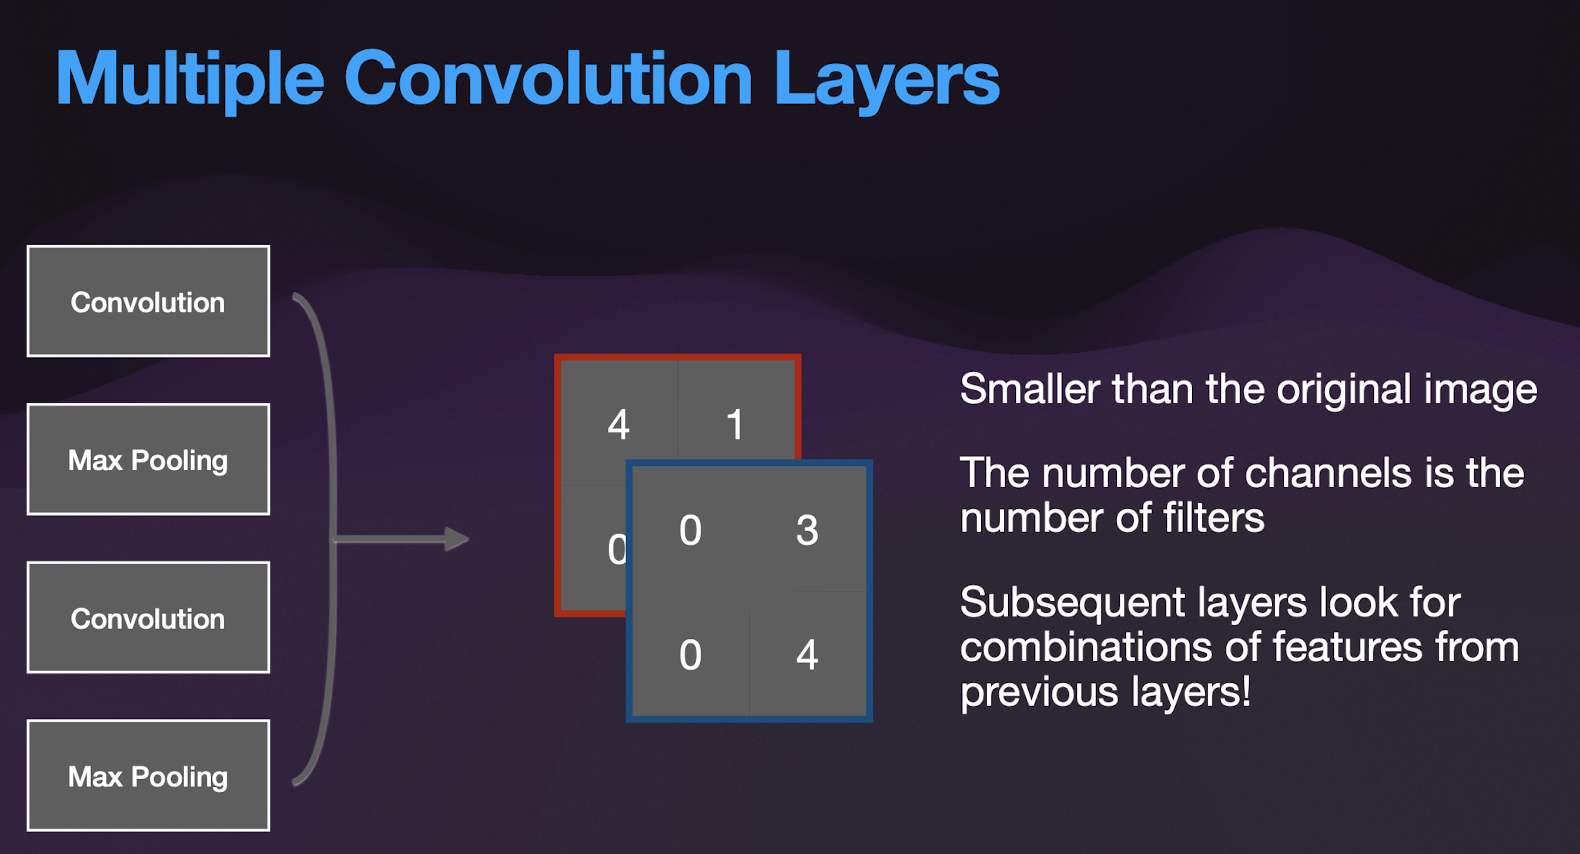 Multiple Convolution Layers
Convolution
Max Pooling
Convolution
Max Pooling
4 1
0
0 3
0 4
Smaller than the original image
The number of channels is the
number of filters
Subsequent layers look for
combinations of features from
previous layers!